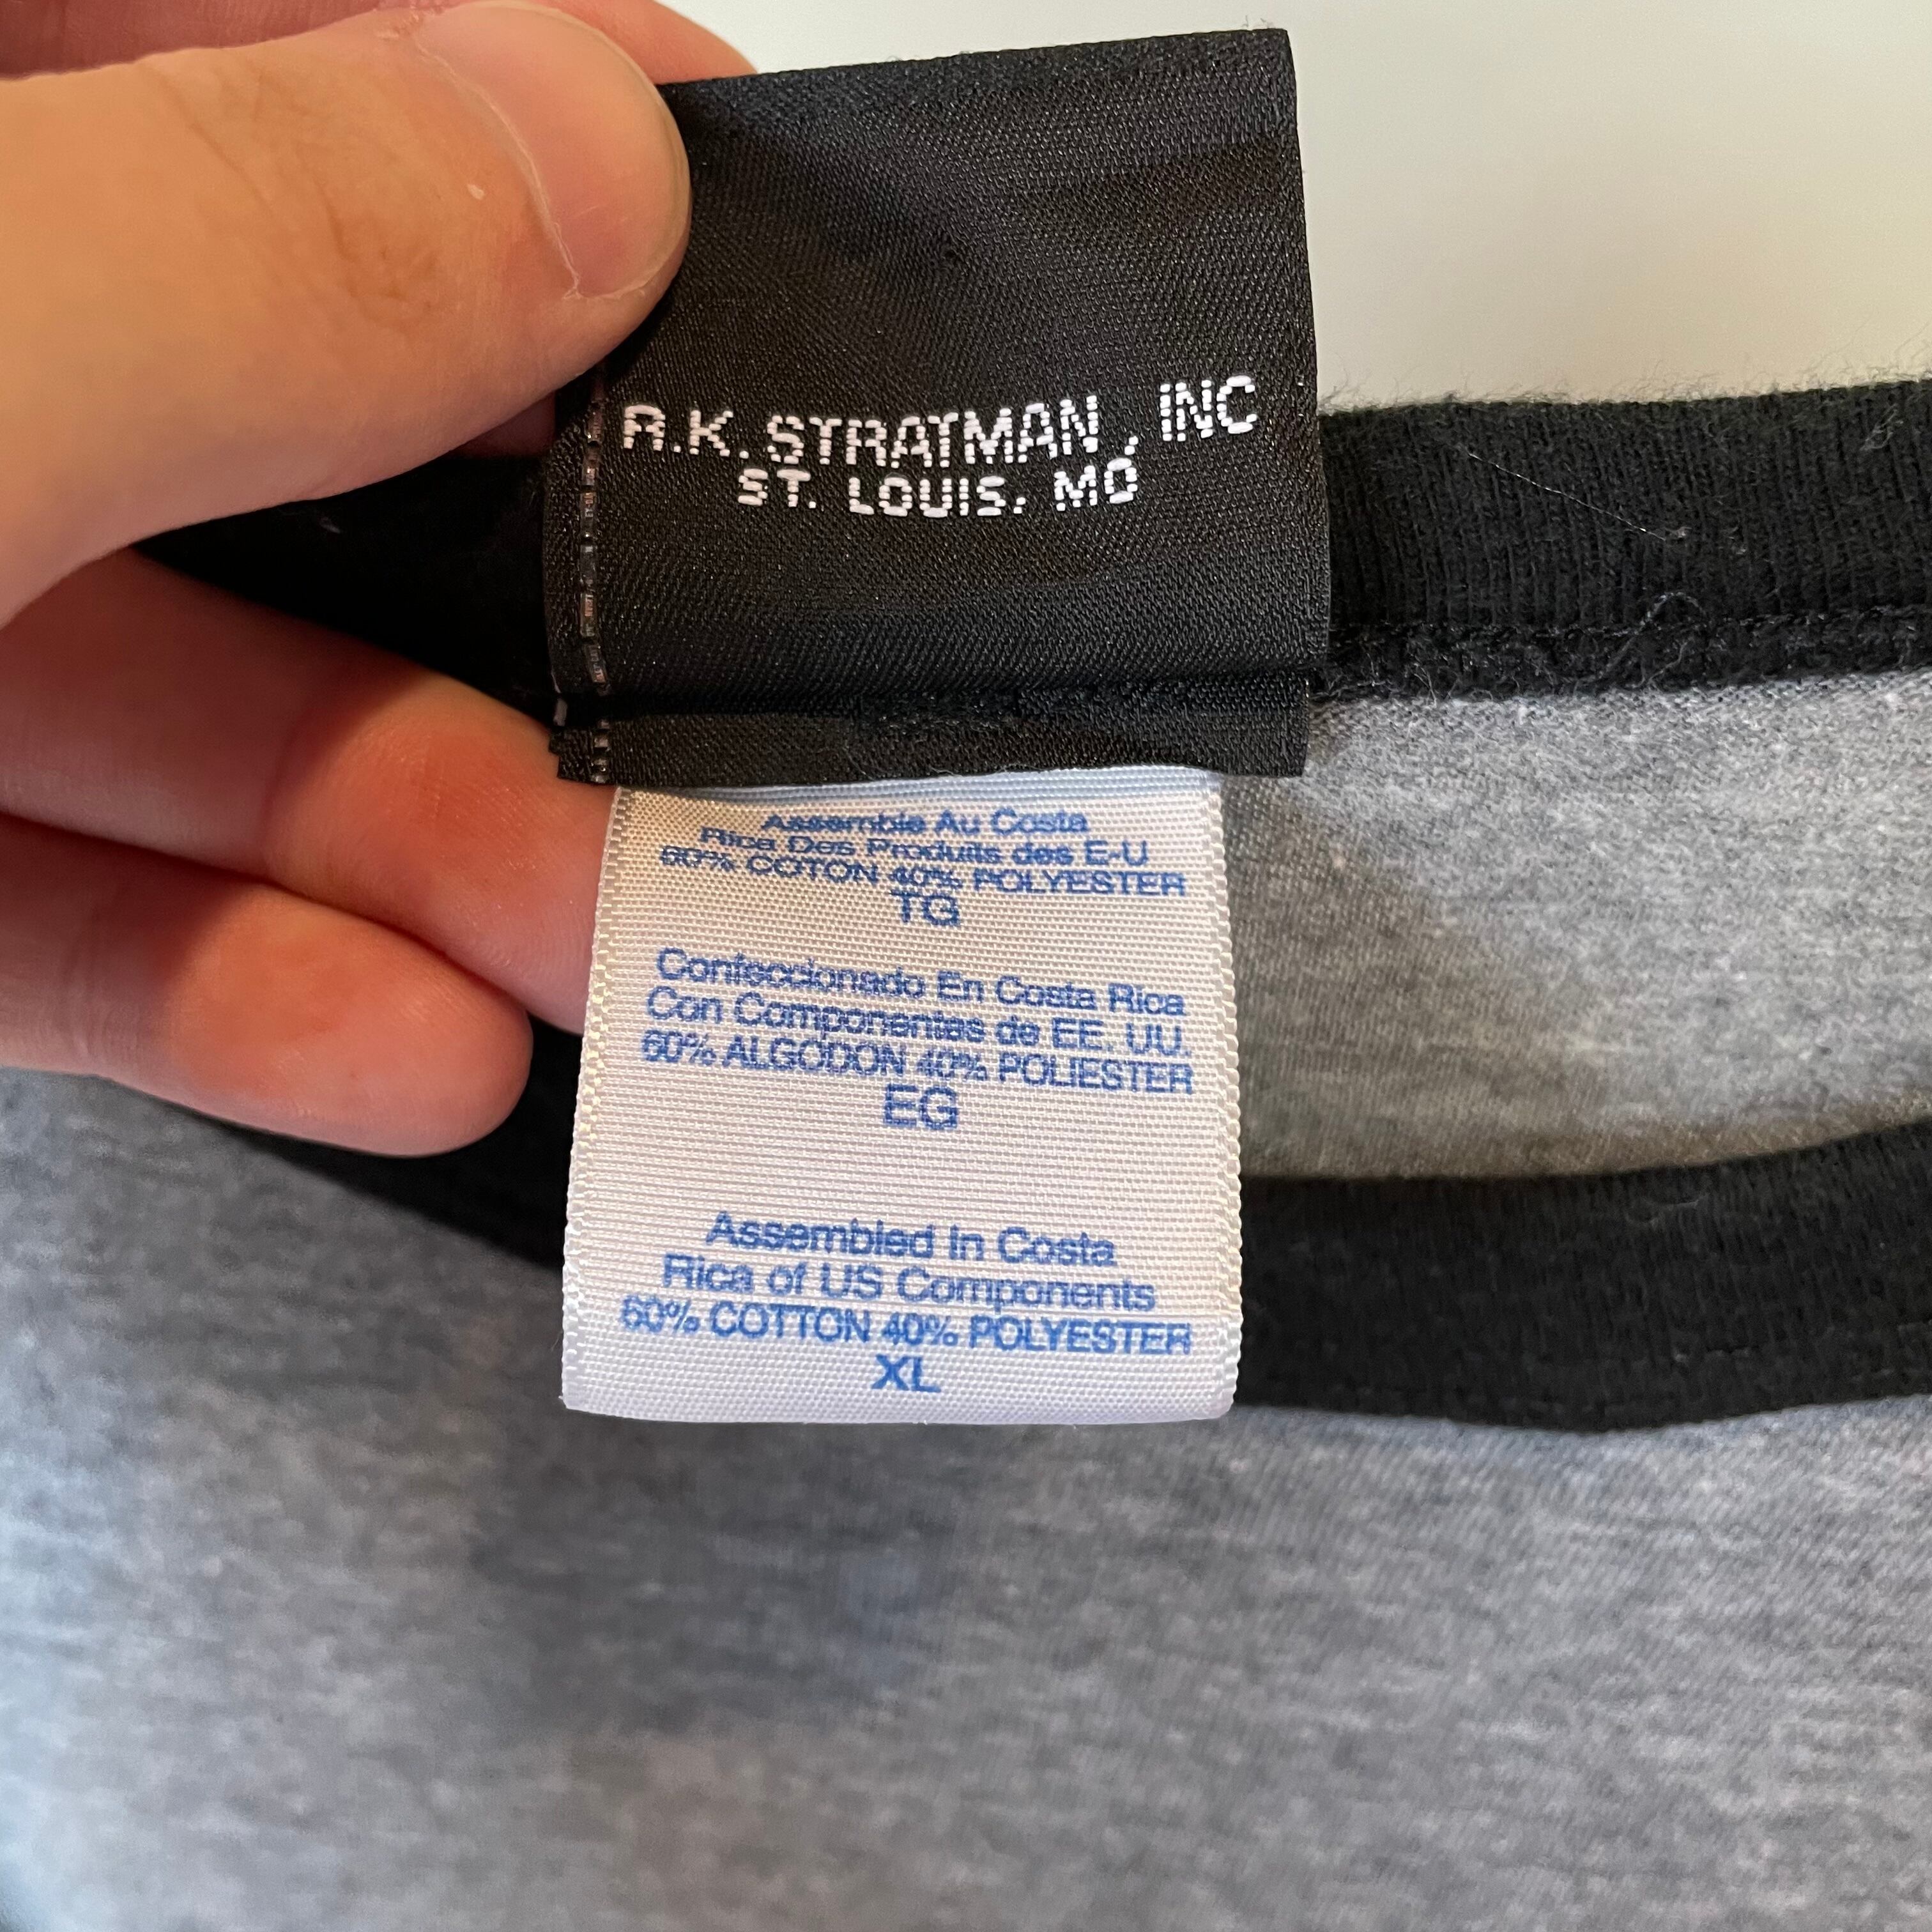 R.K. STRATMAN, INC
ST. LOUIS, MO
Assemble Au Costa
Rica Des Produits des E-U
60% COTON 40% POLYESTER
TG
Confeccionado En Costa Rica
Con Componentes de EE. UU.
60% ALGODON 40% POLIESTER
EG
Assembled In Costa
Rica of US Components
60% COTTON 40% POLYESTER
XL